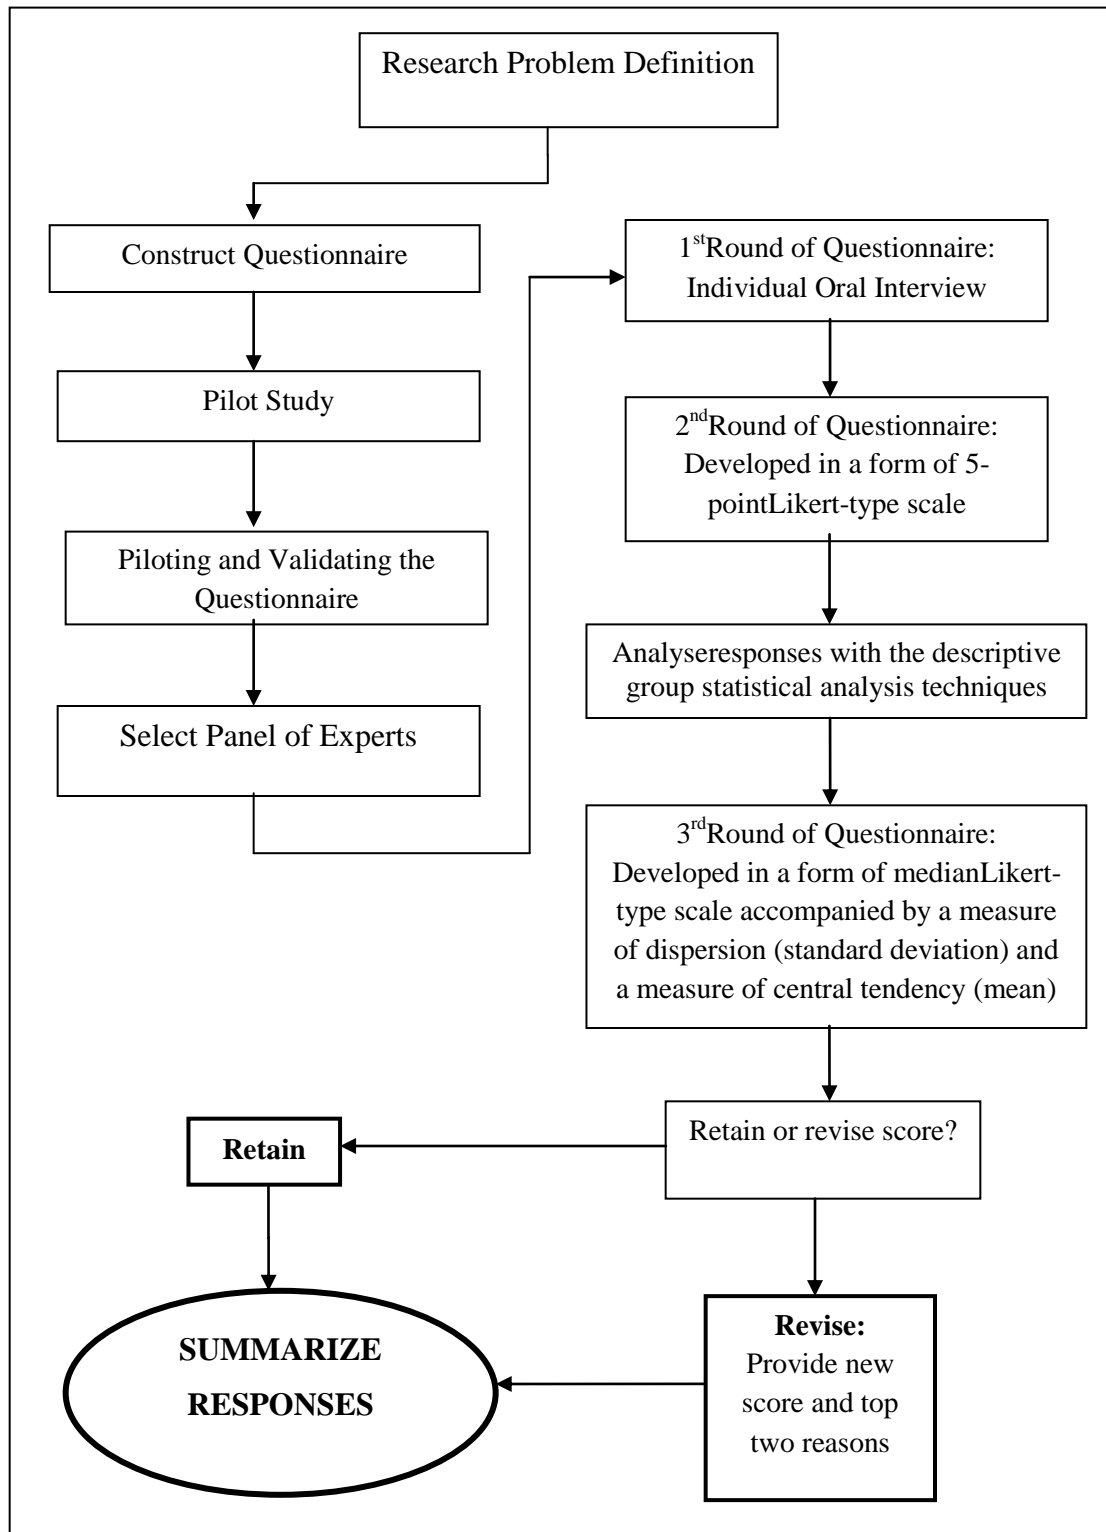 Research Problem Definition
Construct Questionnaire
Pilot Study
Piloting and Validating the
Questionnaire
Select Panel of Experts
1stRound of Questionnaire:
Individual Oral Interview
2ndRound of Questionnaire:
Developed in a form of 5-
pointLikert-type scale
Analyseresponses with the descriptive
group statistical analysis techniques
3rdRound of Questionnaire:
Developed in a form of medianLikert-
type scale accompanied by a measure
of dispersion (standard deviation) and
a measure of central tendency (mean)
Retain or revise score?
Retain
Revise:
Provide new
score and top
two reasons
SUMMARIZE
RESPONSES